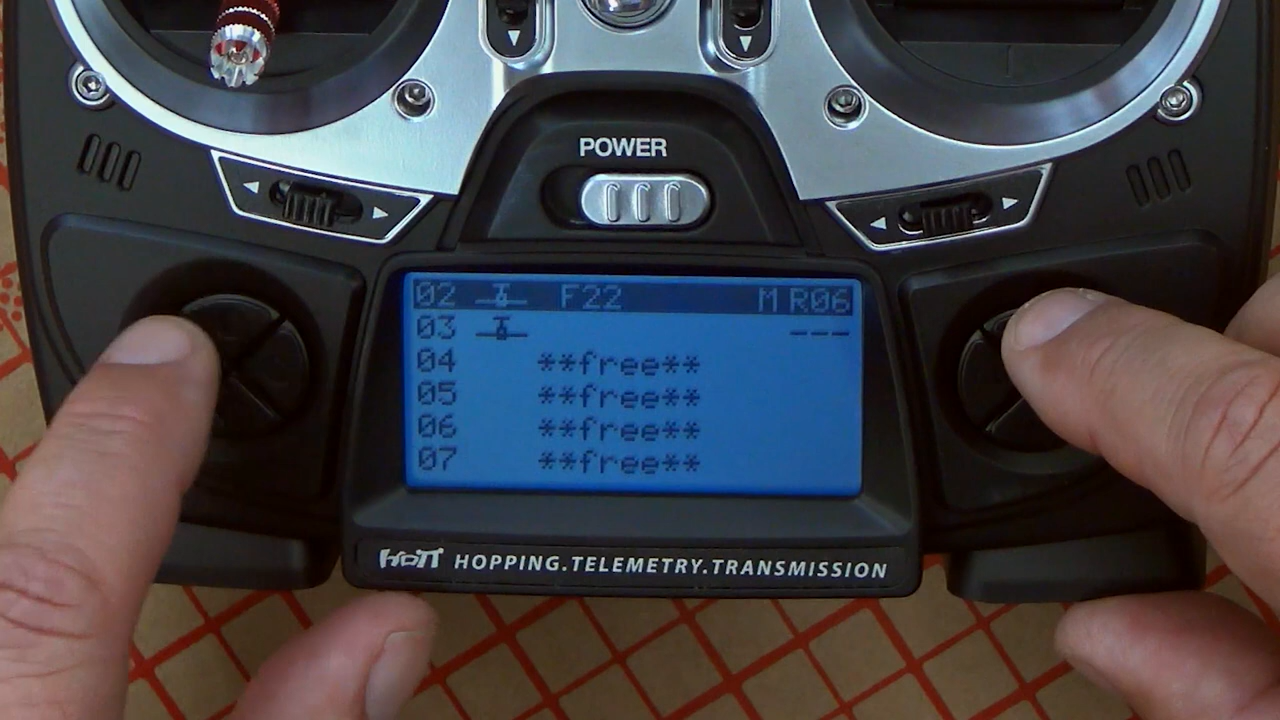 POWER
02 F22 M R06
03 ---
04 **free**
05 **free**
06 **free**
07 **free**
HoTT HOPPING.TELEMETRY.TRANSMISSION